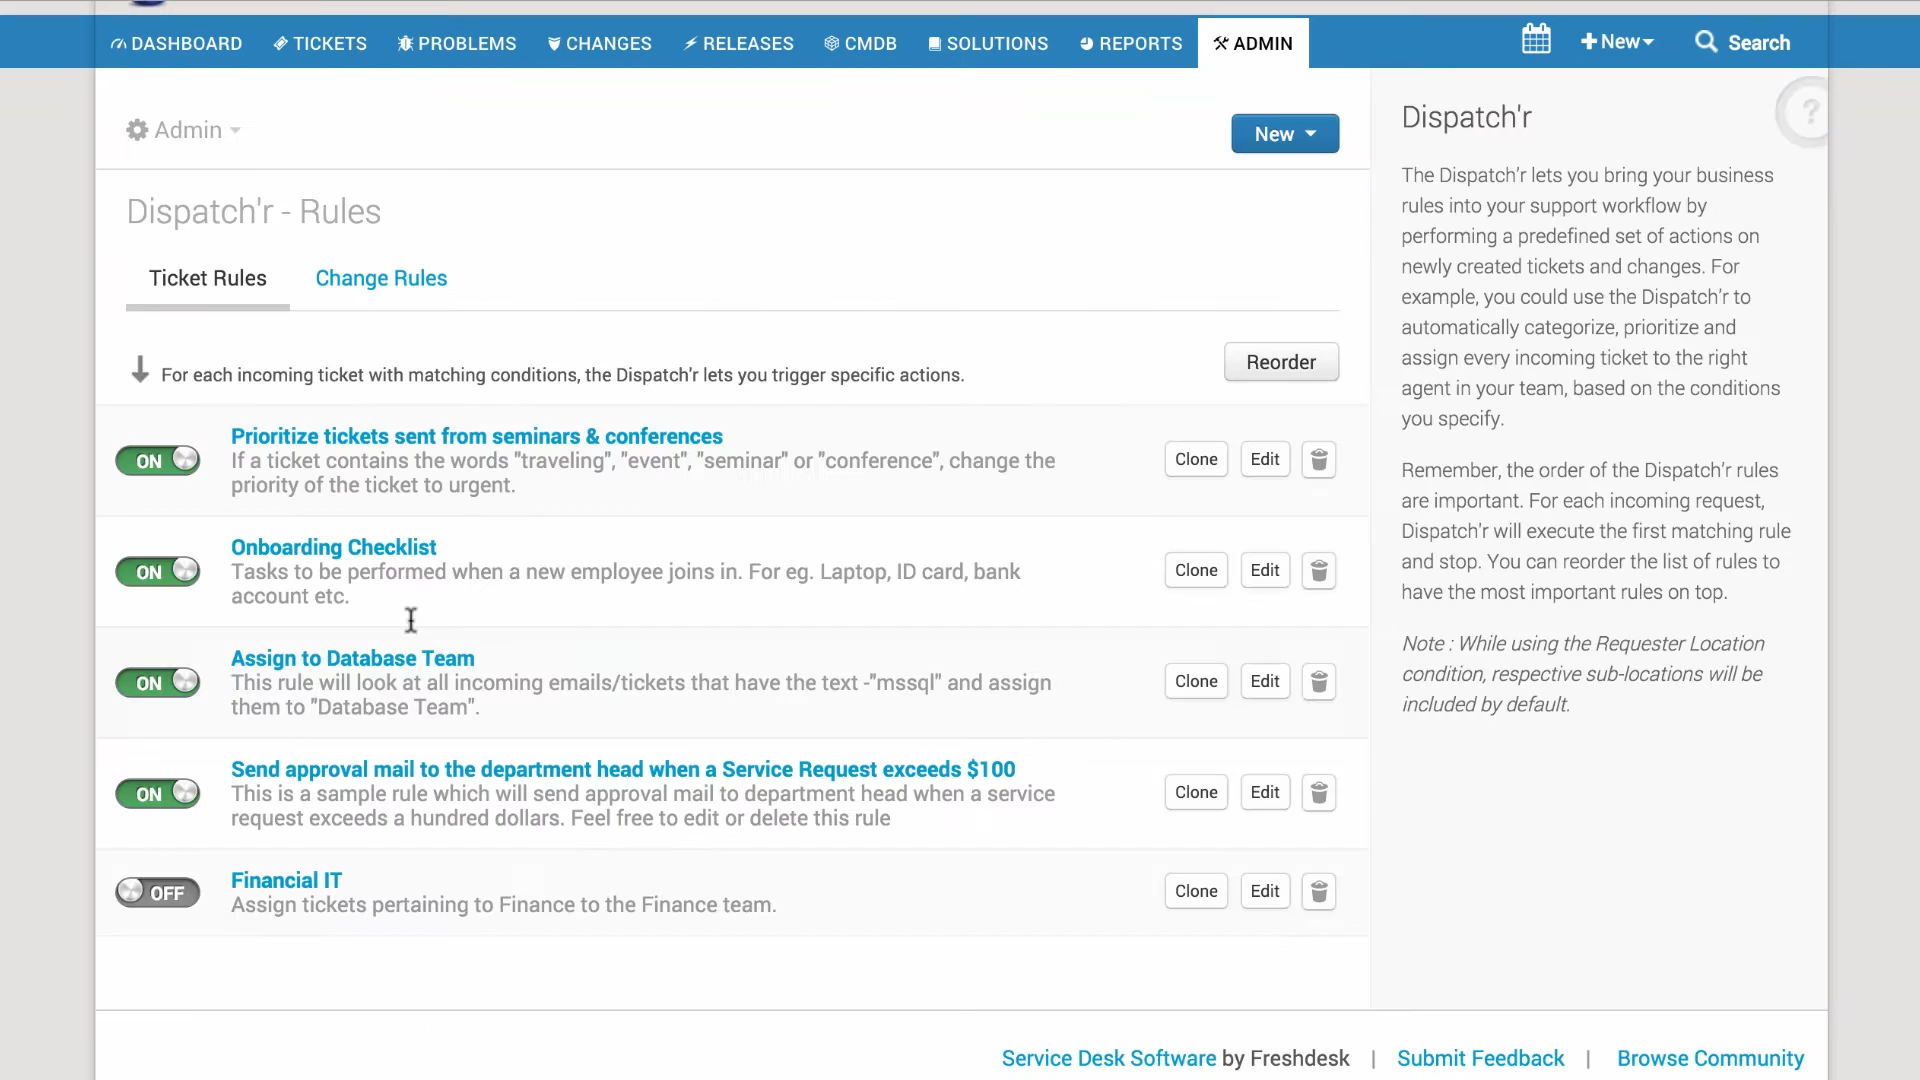 DASHBOARD TICKETS PROBLEMS CHANGES RELEASES CMDB SOLUTIONS REPORTS ADMIN New Search
Admin
New
Dispatch'r - Rules
Ticket Rules Change Rules
For each incoming ticket with matching conditions, the Dispatch'r lets you trigger specific actions.
Reorder
ON
Prioritize tickets sent from seminars & conferences
If a ticket contains the words "traveling", "event", "seminar" or "conference", change the
priority of the ticket to urgent.
Clone Edit
ON
Onboarding Checklist
Tasks to be performed when a new employee joins in. For eg. Laptop, ID card, bank
account etc.
Clone Edit
ON
Assign to Database Team
This rule will look at all incoming emails/tickets that have the text -"mssql" and assign
them to "Database Team".
Clone Edit
ON
Send approval mail to the department head when a Service Request exceeds $100
This is a sample rule which will send approval mail to department head when a service
request exceeds a hundred dollars. Feel free to edit or delete this rule
Clone Edit
OFF
Financial IT
Assign tickets pertaining to Finance to the Finance team.
Clone Edit
Dispatch'r
?
The Dispatch'r lets you bring your business
rules into your support workflow by
performing a predefined set of actions on
newly created tickets and changes. For
example, you could use the Dispatch'r to
automatically categorize, prioritize and
assign every incoming ticket to the right
agent in your team, based on the conditions
you specify.
Remember, the order of the Dispatch'r rules
are important. For each incoming request,
Dispatch'r will execute the first matching rule
and stop. You can reorder the list of rules to
have the most important rules on top.
Note : While using the Requester Location
condition, respective sub-locations will be
included by default.
Service Desk Software by Freshdesk | Submit Feedback | Browse Community